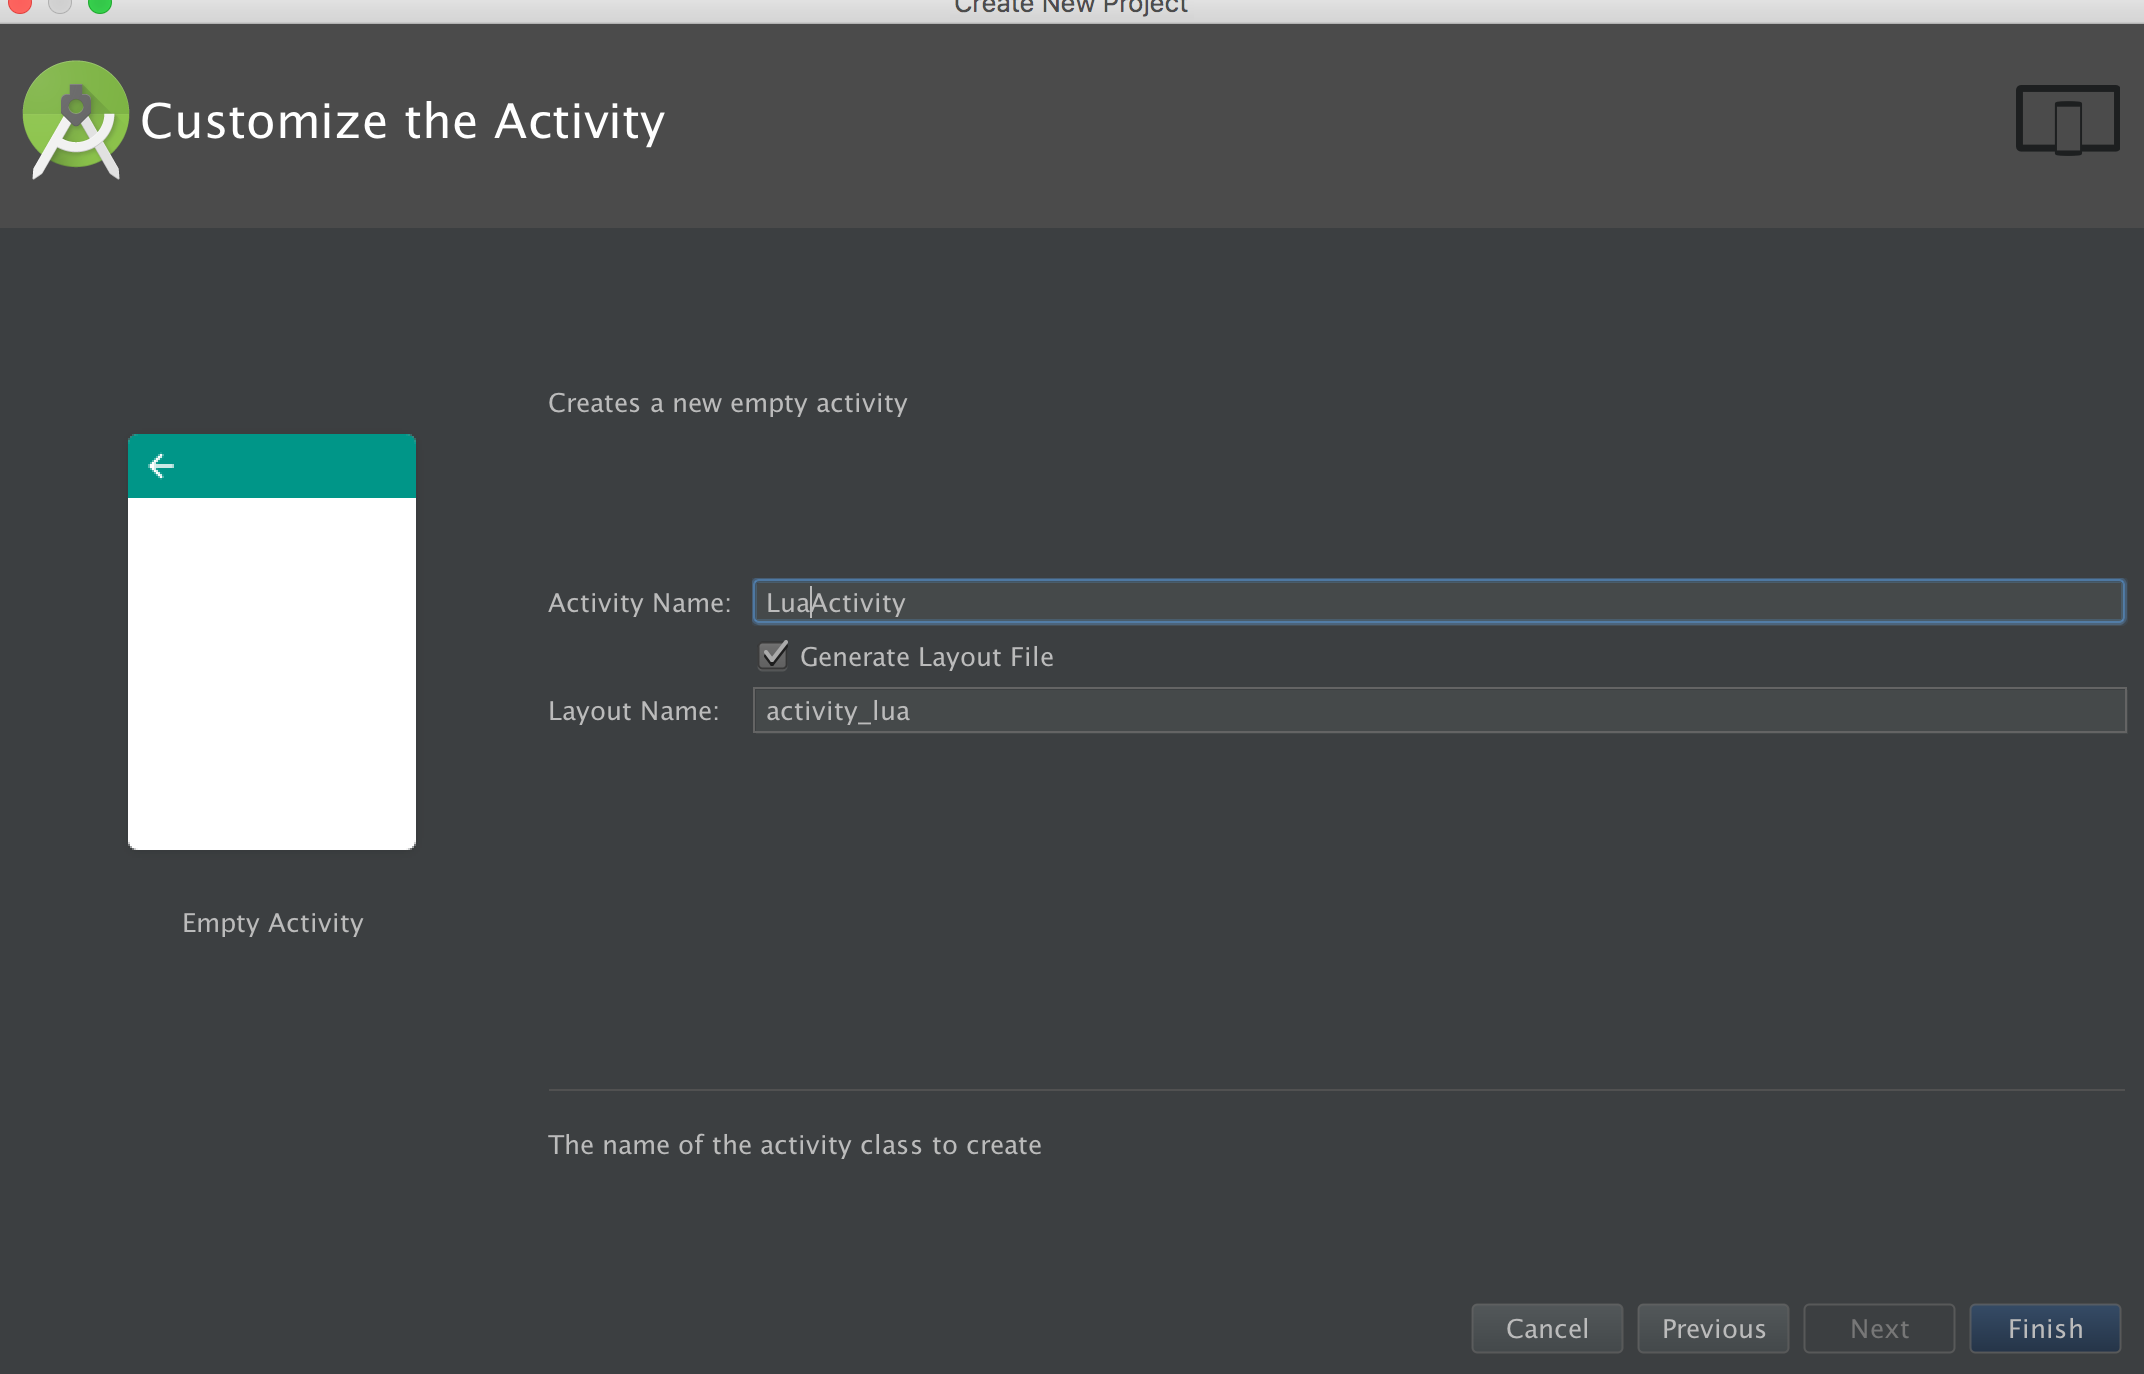 Create New Project
Customize the Activity
Creates a new empty activity
Activity Name: LuaActivity
Generate Layout File
Layout Name: activity_lua
Empty Activity
The name of the activity class to create
Cancel Previous Next Finish